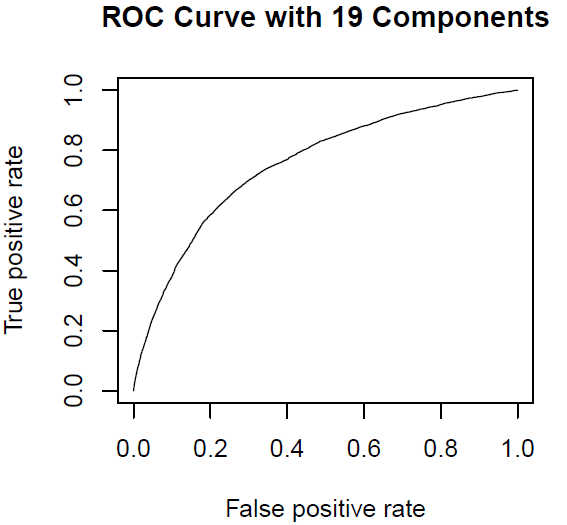 ROC Curve with 19 Components
True positive rate
1.0
0.8
0.6
0.4
0.2
0.0
0.0 0.2 0.4 0.6 0.8 1.0
False positive rate